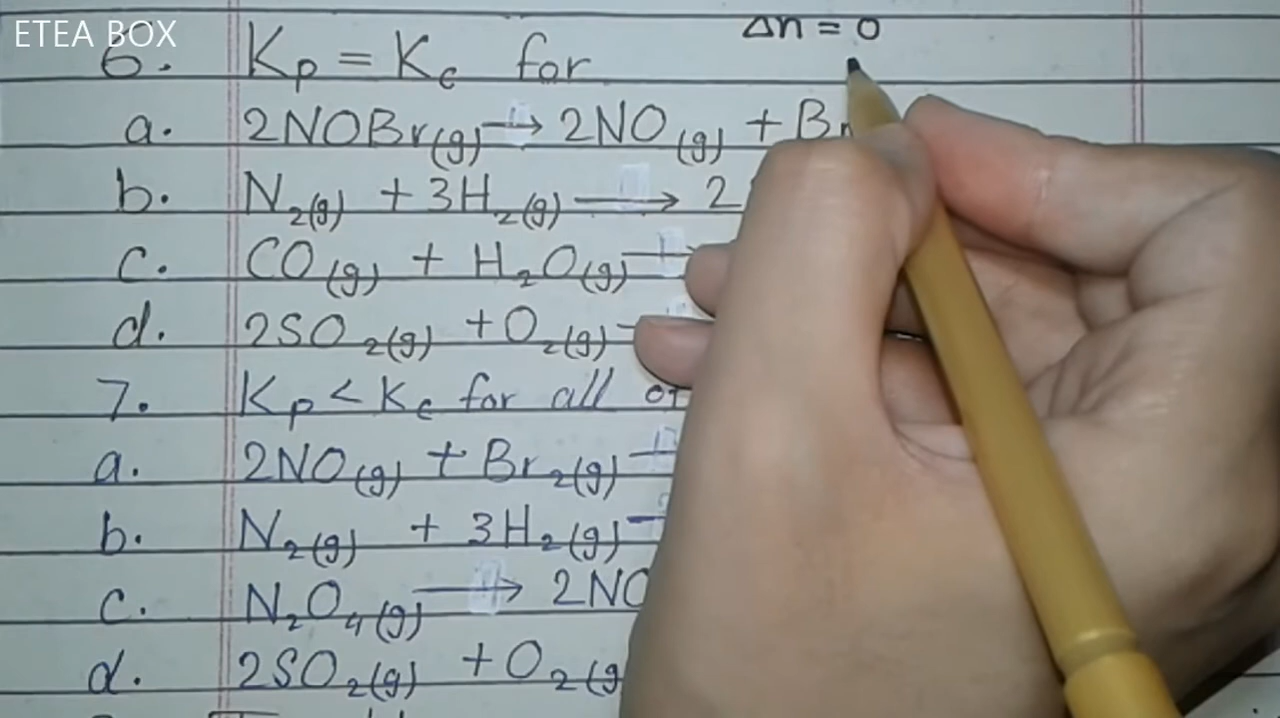 ETEA BOX
Δn = 0
6. Kp = Kc for
a. 2NOBr(g) → 2NO(g) + Br
b. N2(g) + 3H2(g) → 2
c. CO(g) + H2O(g) →
d. 2SO2(g) + O2(g)
7. Kp < Kc for all of
a. 2NO(g) + Br2(g) →
b. N2(g) + 3H2(g)
c. N2O4(g) → 2NO
d. 2SO2(g) + O2(g